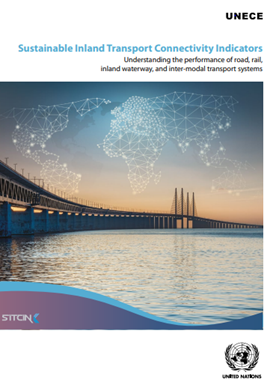 UNECE
Sustainable Inland Transport Connectivity Indicators
Understanding the performance of road, rail,
inland waterway, and inter-modal transport systems
SITCIN
UNITED NATIONS